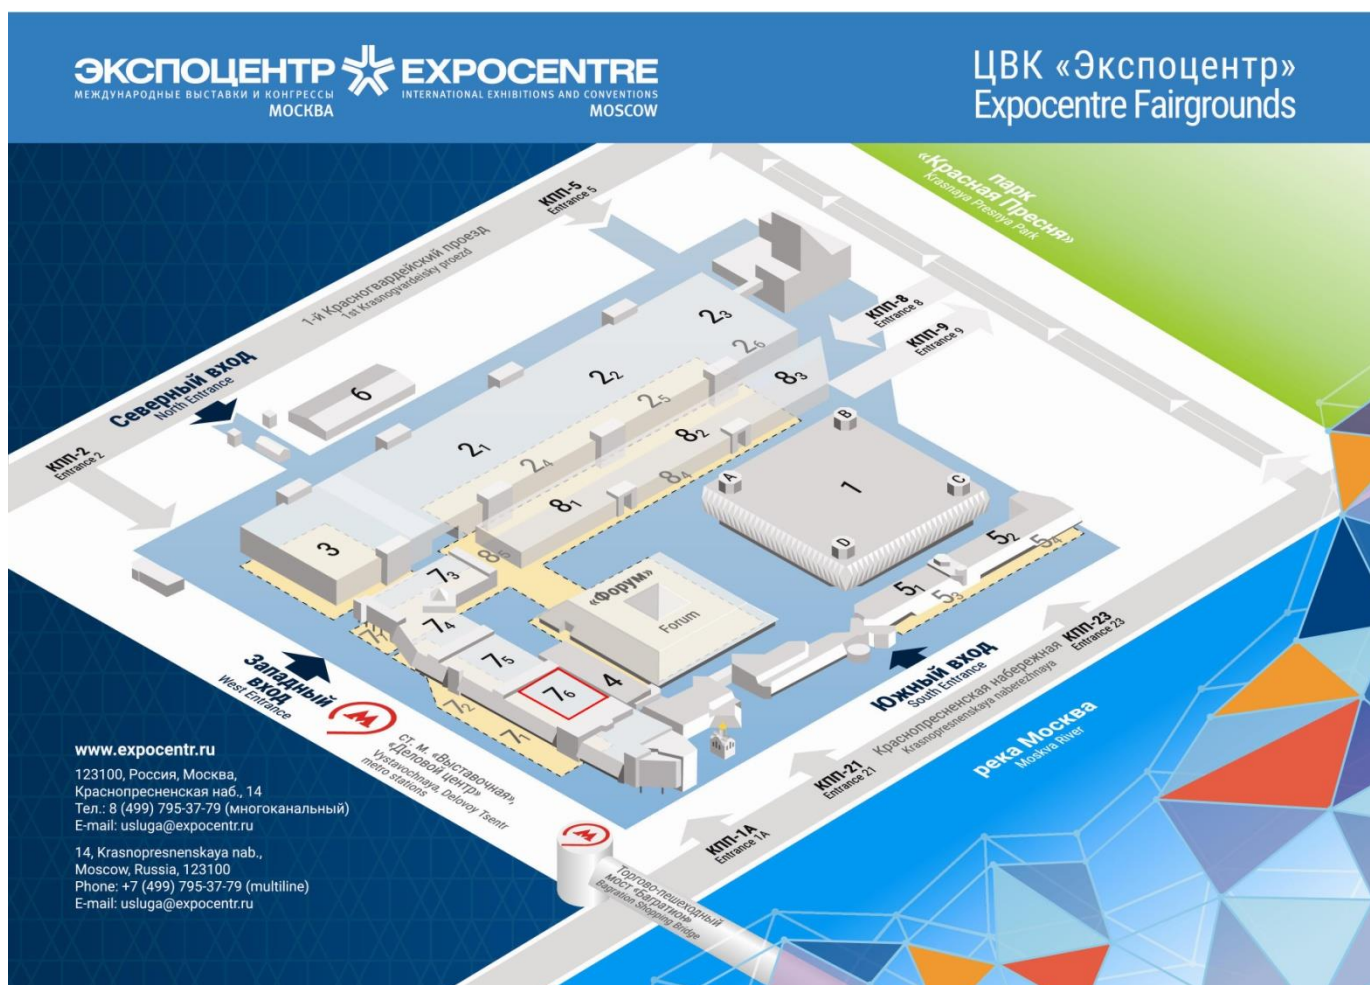 ЭКСПОЦЕНТР EXPOCENTRE
МЕЖДУНАРОДНЫЕ ВЫСТАВКИ И КОНГРЕССЫ INTERNATIONAL EXHIBITIONS AND CONVENTIONS
МОСКВА MOSCOW
ЦВК «Экспоцентр»
Expocentre Fairgrounds
парк
«Красная Пресня»
Krasnaya Presnya Park
КПП-5
Entrance 5
1-й Красногвардейский проезд
1st Krasnogvardeisky proezd
КПП-8
Entrance 8
КПП-9
Entrance 9
Северный вход
North Entrance
КПП-2
Entrance 2
6
2₃
2₆
2₂
2₅
2₁
2₄
8₃
8₂
8₄
8₁
8₅
B
A
1
C
D
3
7₃
7₄
7₅
7₆
7₂
7₁
4
«Форум»
Forum
5₂
5₄
5₁
5₃
Западный
вход
West Entrance
Южный вход
South Entrance
КПП-23
Entrance 23
Краснопресненская набережная
Krasnopresnenskaya naberezhnaya
КПП-21
Entrance 21
КПП-1А
Entrance 1A
река Москва
Moskva River
ст. м. «Выставочная»,
«Деловой центр»
Vystavochnaya, Delovoy Tsentr
metro stations
Торгово-пешеходный
мост «Багратион»
Bagration Shopping Bridge
www.expocentr.ru
123100, Россия, Москва,
Краснопресненская наб., 14
Тел.: 8 (499) 795-37-79 (многоканальный)
E-mail: usluga@expocentr.ru
14, Krasnopresnenskaya nab.,
Moscow, Russia, 123100
Phone: +7 (499) 795-37-79 (multiline)
E-mail: usluga@expocentr.ru